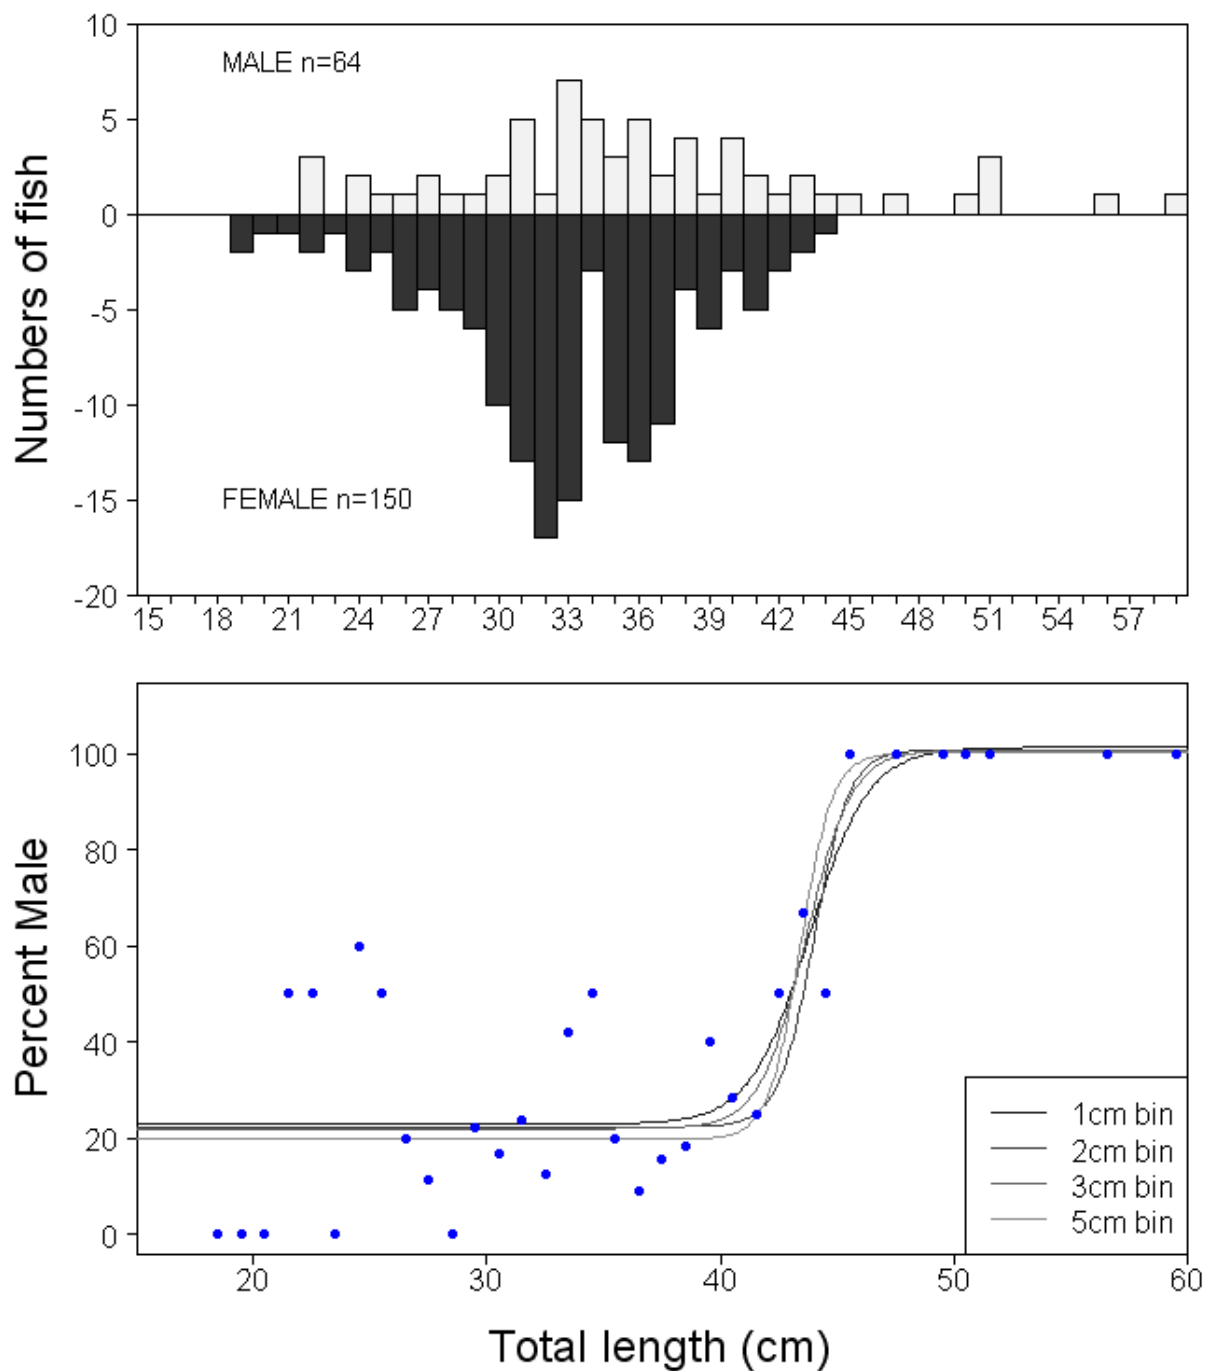 Numbers of fish
10
5
0
-5
-10
-15
-20
MALE n=64
FEMALE n=150
15 18 21 24 27 30 33 36 39 42 45 48 51 54 57
Percent Male
100
80
60
40
20
0
1cm bin
2cm bin
3cm bin
5cm bin
20 30 40 50 60
Total length (cm)